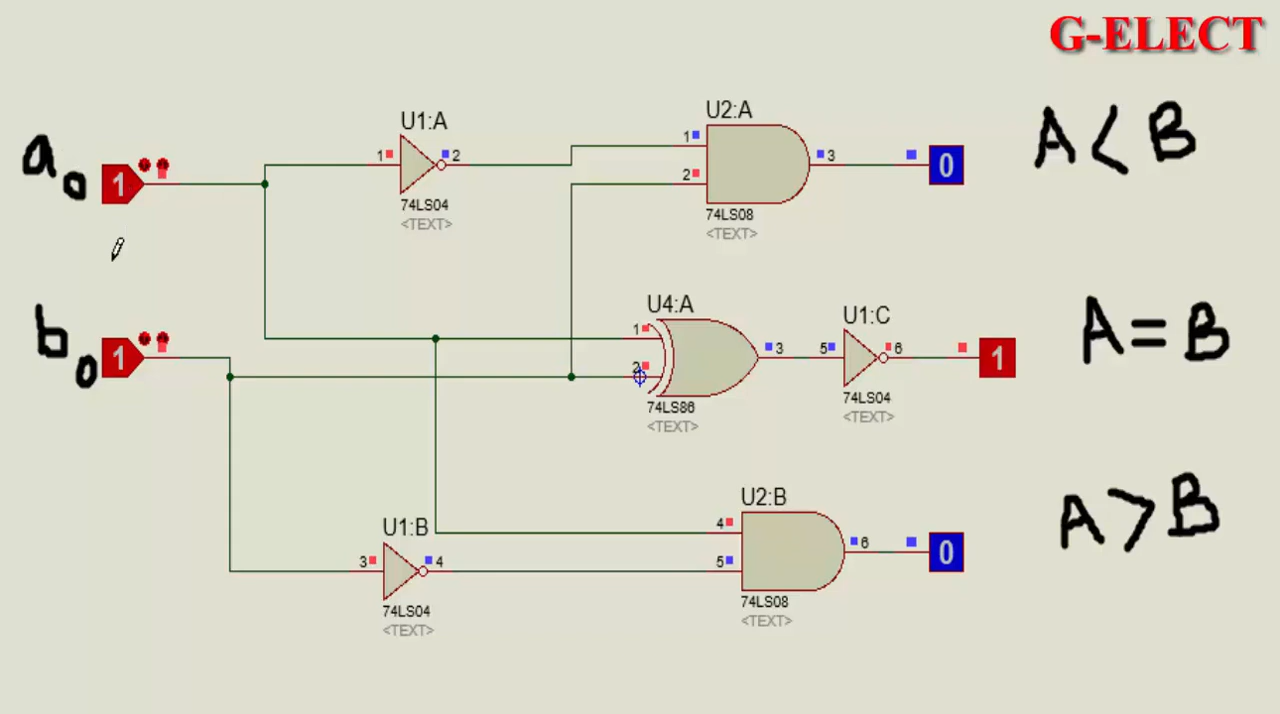 G-ELECT
a0
1
U1:A
1
2
74LS04
<TEXT>
U2:A
1
2
3
74LS08
<TEXT>
0
A < B
b0
1
U4:A
1
2
3
74LS86
<TEXT>
U1:C
5
6
74LS04
<TEXT>
1
A = B
U1:B
3
4
74LS04
<TEXT>
U2:B
4
5
6
74LS08
<TEXT>
0
A > B